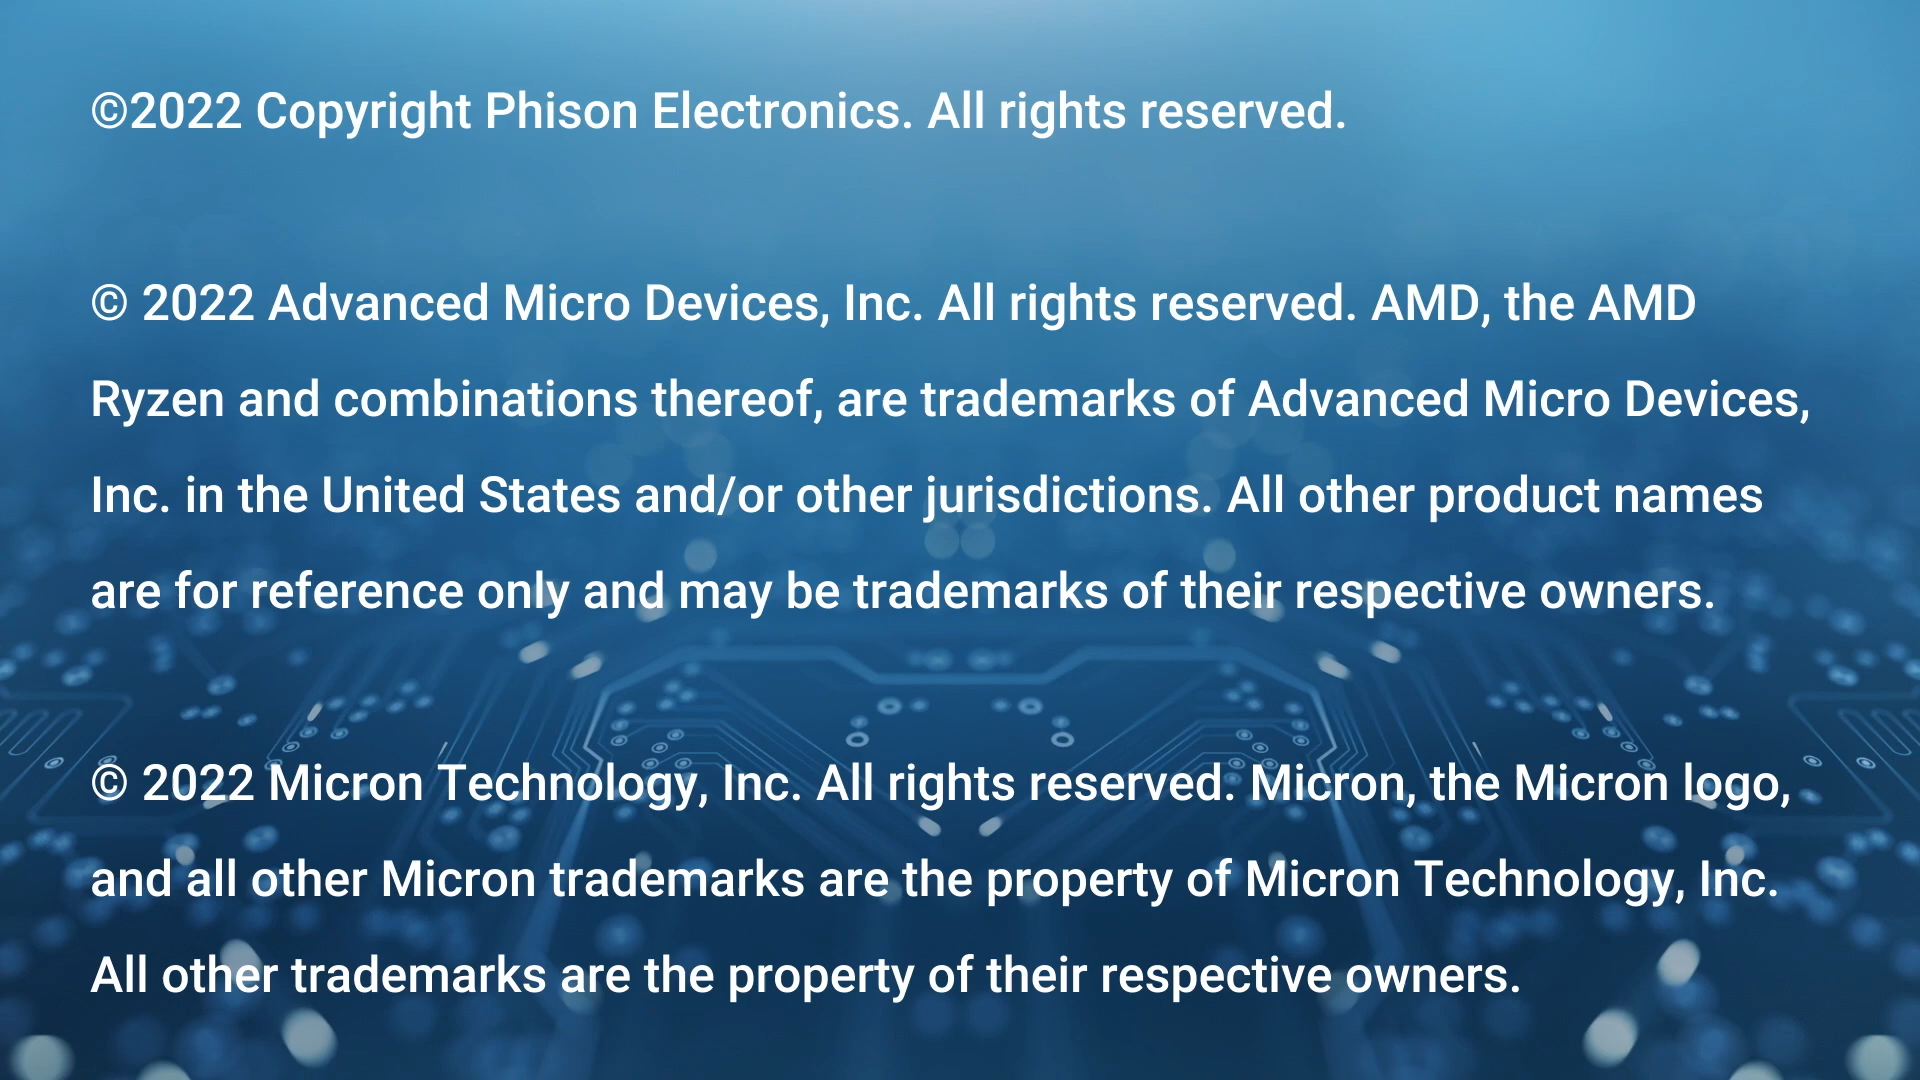 ©2022 Copyright Phison Electronics. All rights reserved.
© 2022 Advanced Micro Devices, Inc. All rights reserved. AMD, the AMD
Ryzen and combinations thereof, are trademarks of Advanced Micro Devices,
Inc. in the United States and/or other jurisdictions. All other product names
are for reference only and may be trademarks of their respective owners.
© 2022 Micron Technology, Inc. All rights reserved. Micron, the Micron logo,
and all other Micron trademarks are the property of Micron Technology, Inc.
All other trademarks are the property of their respective owners.